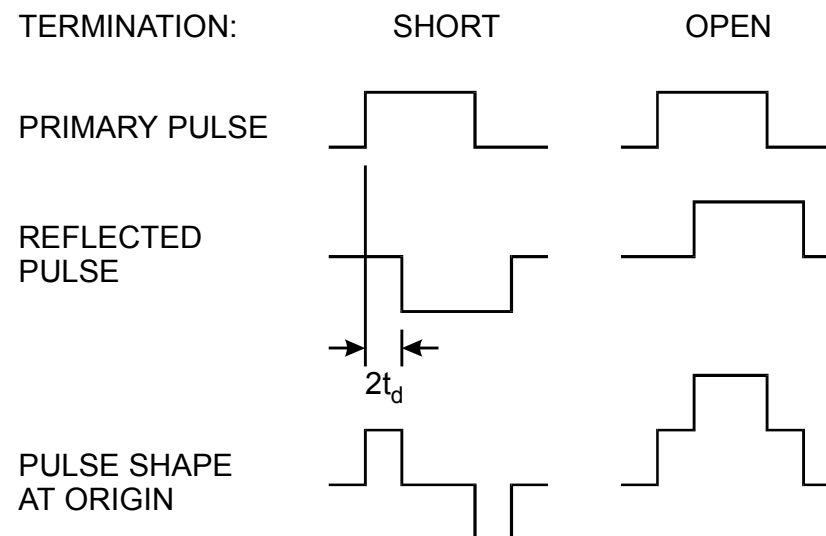 TERMINATION: SHORT OPEN
PRIMARY PULSE
REFLECTED
PULSE
2t_d
PULSE SHAPE
AT ORIGIN